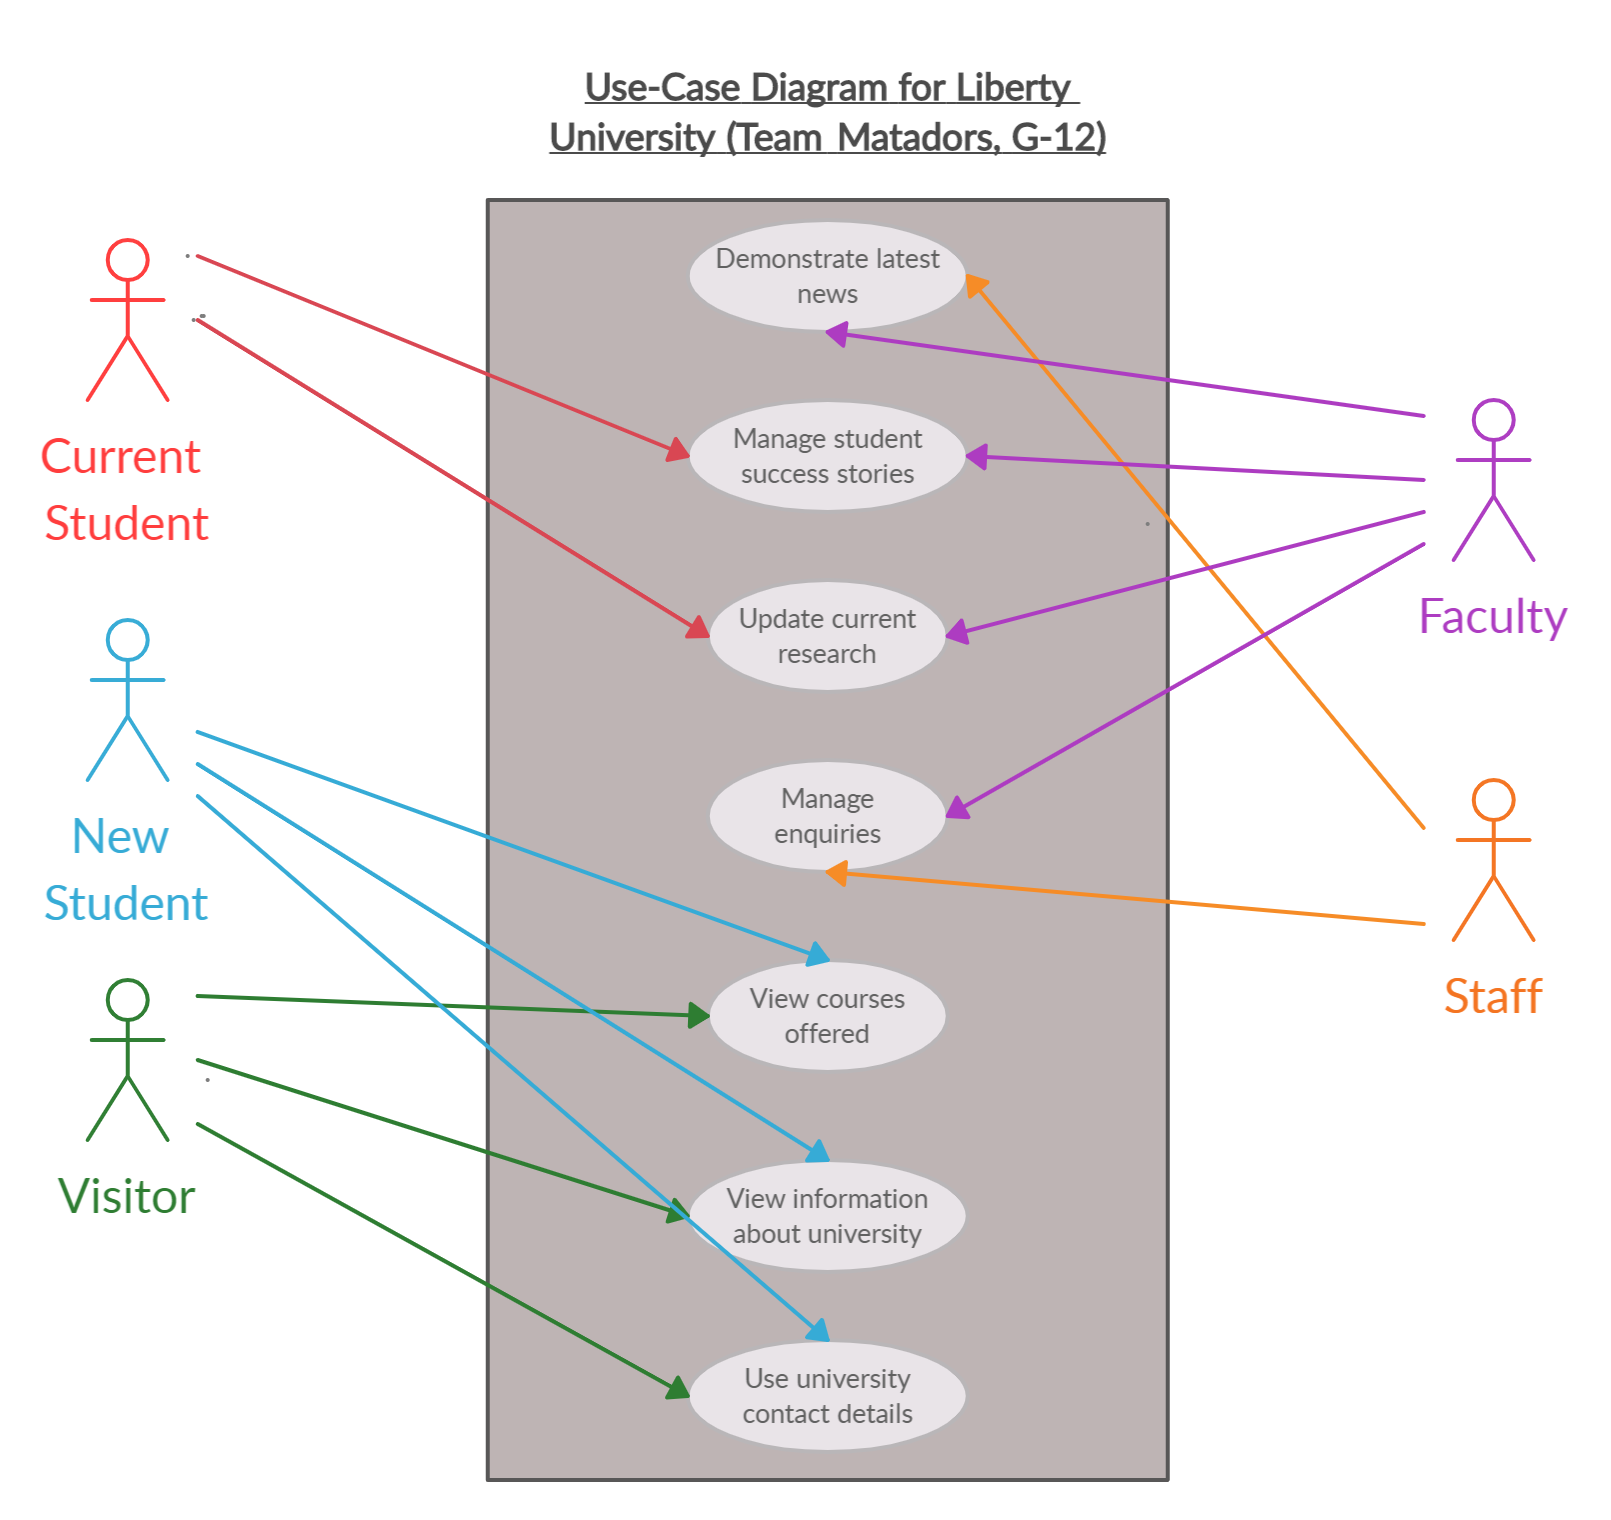 Use-Case Diagram for Liberty
University (Team Matadors, G-12)
Demonstrate latest
news
Manage student
success stories
Update current
research
Manage
enquiries
View courses
offered
View information
about university
Use university
contact details
Current
Student
New
Student
Visitor
Faculty
Staff